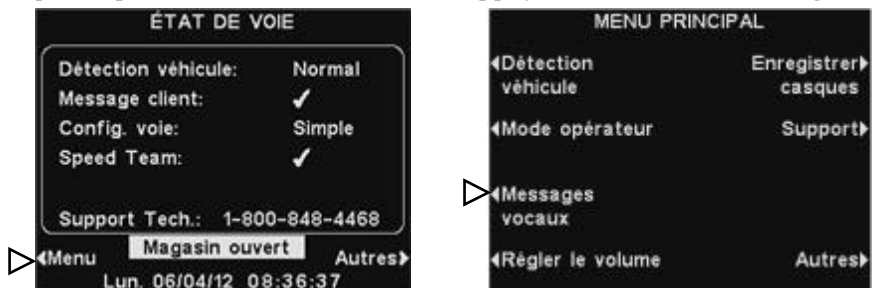 ÉTAT DE VOIE
Détection véhicule: Normal
Message client: ✓
Config. voie: Simple
Speed Team: ✓
Support Tech.: 1-800-848-4468
Magasin ouvert
Menu Autres
Lun. 06/04/12 08:36:37
MENU PRINCIPAL
Détection Enregistrer
véhicule casques
Mode opérateur Support
Messages
vocaux
Régler le volume Autres